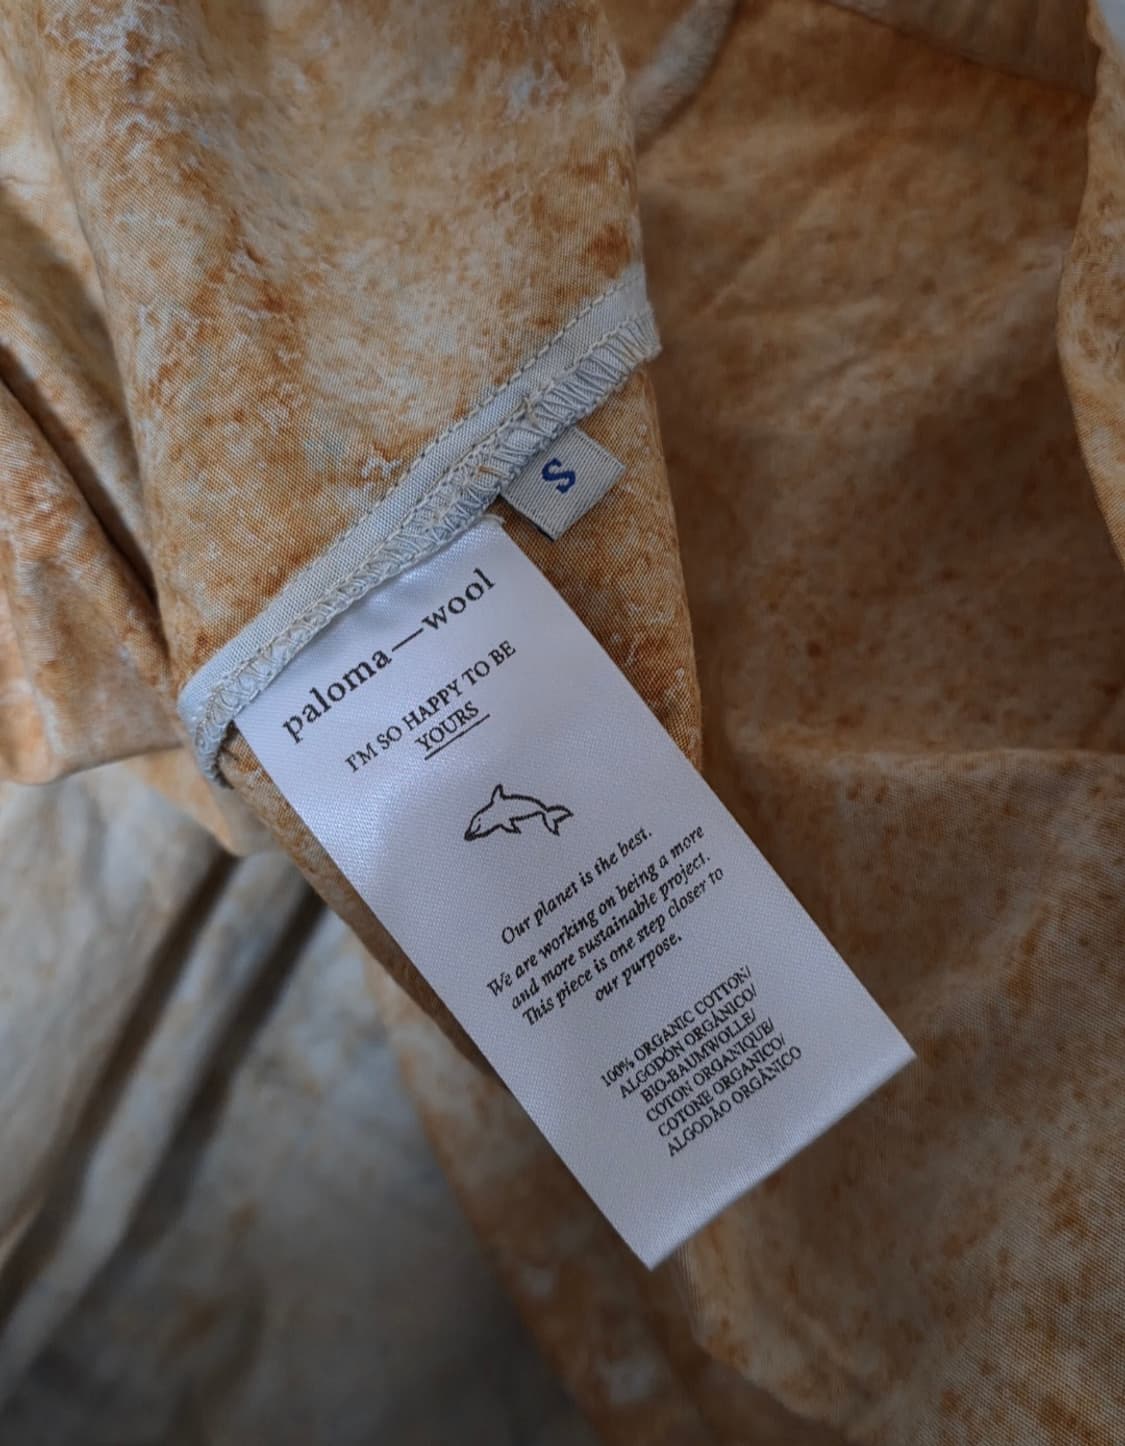 S
paloma—wool
I'M SO HAPPY TO BE
YOURS
Our planet is the best.
We are working on being a more
and more sustainable project.
This piece is one step closer to
our purpose.
100% ORGANIC COTTON/
ALGODÓN ORGÁNICO/
BIO-BAUMWOLLE/
COTON ORGANIQUE/
COTONE ORGANICO/
ALGODÃO ORGÂNICO